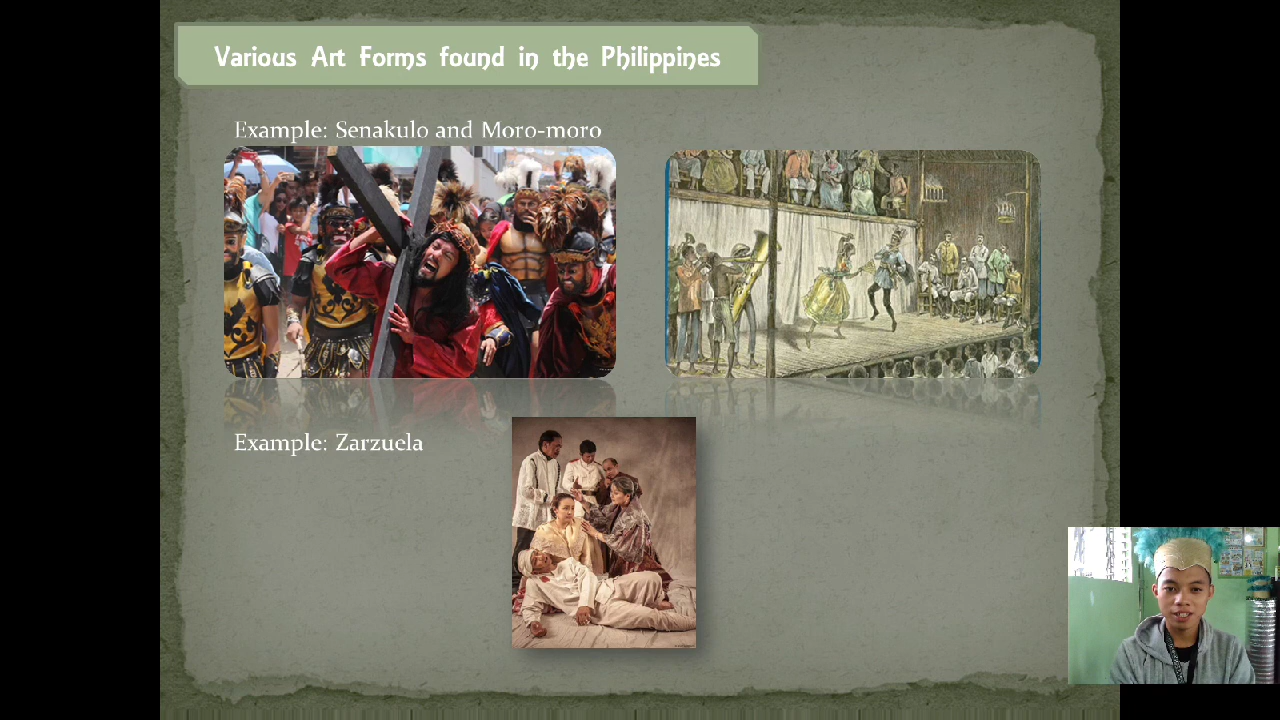 Various Art Forms found in the Philippines
Example: Senakulo and Moro-moro
Example: Zarzuela